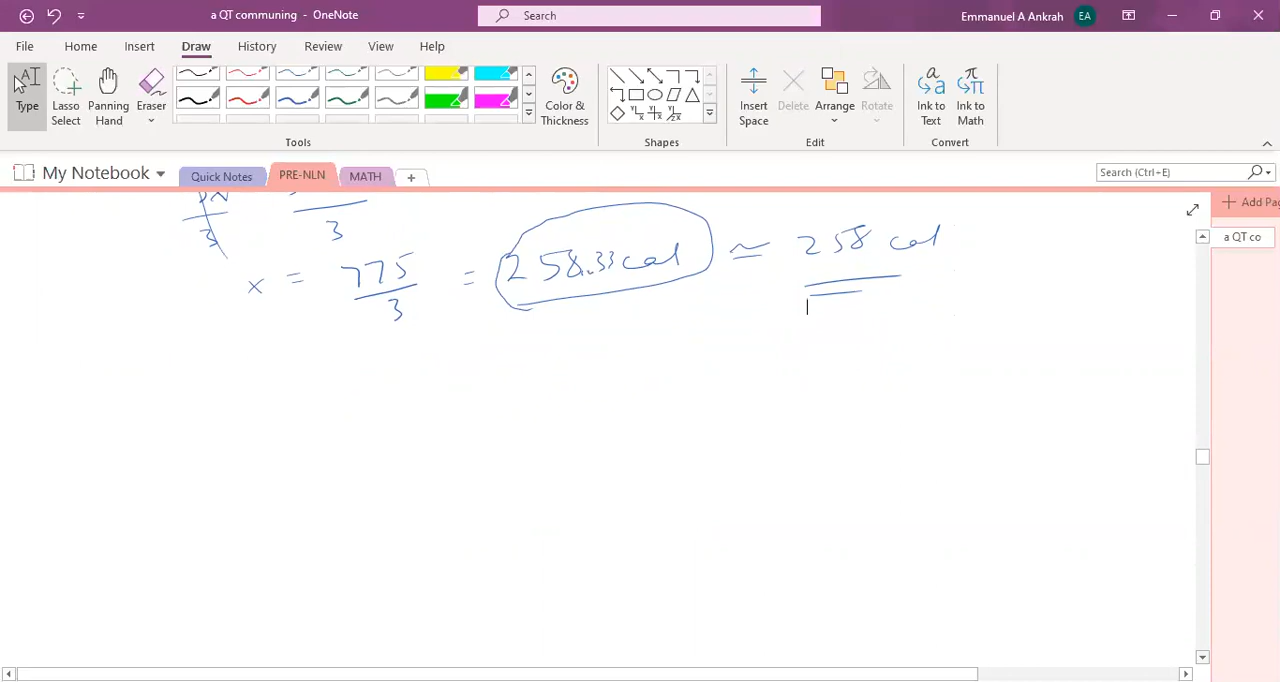 a QT communing - OneNote
Search
Emmanuel A Ankrah
EA
File Home Insert Draw History Review View Help
Type
Lasso Select
Panning Hand
Eraser
Color & Thickness
Insert Space
Delete
Arrange
Rotate
Ink to Text
Ink to Math
Tools
Shapes
Edit
Convert
My Notebook
Quick Notes
PRE-NLN
MATH
Search (Ctrl+E)
Add Pag
a QT co
3 3
x = 775/3 = 258.33 cal ≃ 258 cal